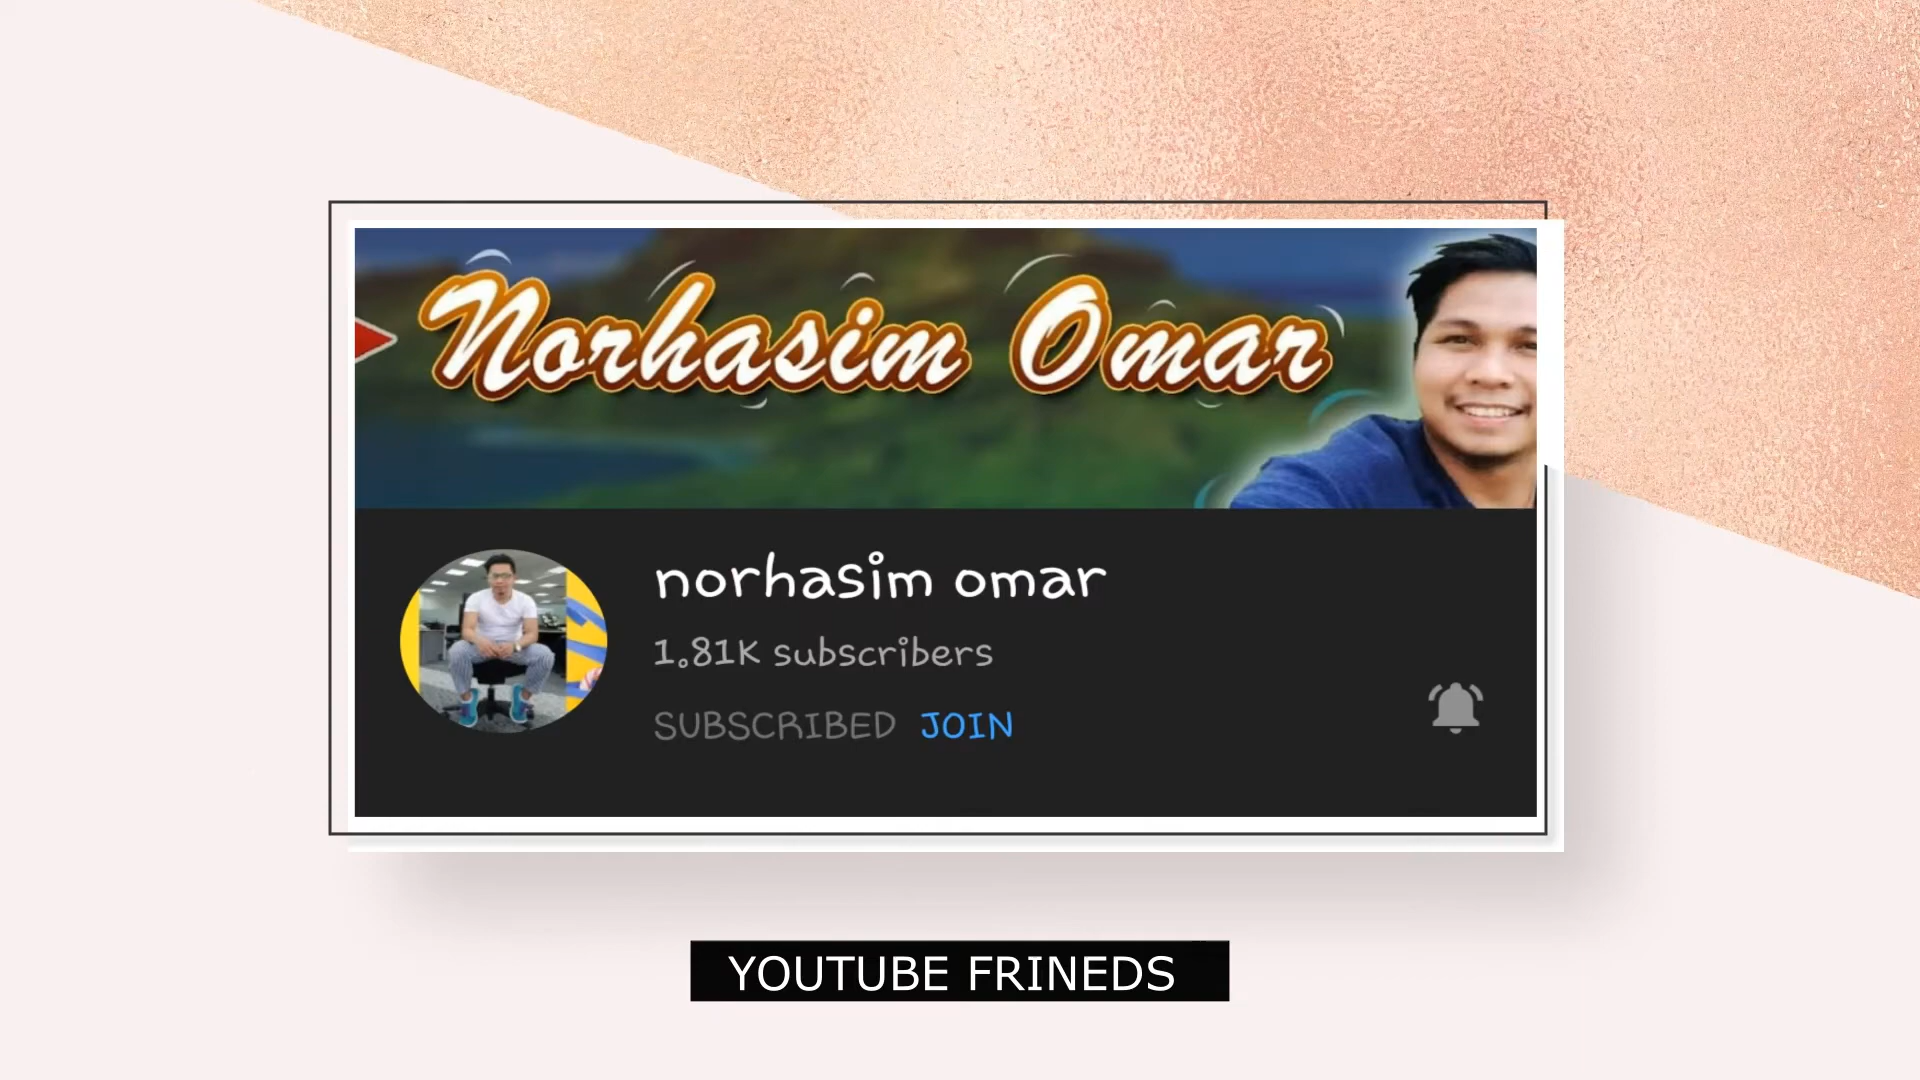 Norhasim Omar
norhasim omar
1.81K subscribers
SUBSCRIBED JOIN
YOUTUBE FRINEDS